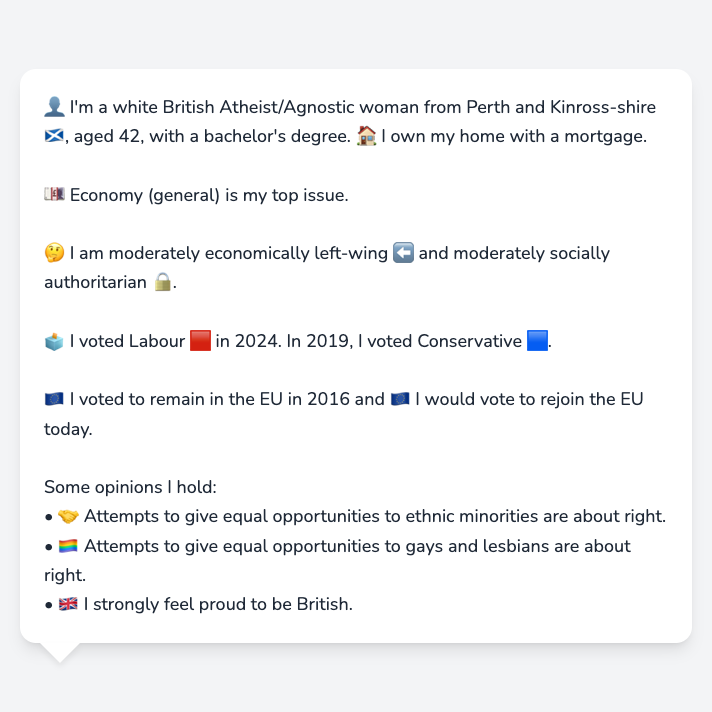 👤 I'm a white British Atheist/Agnostic woman from Perth and Kinross-shire
🏴󠁧󠁢󠁳󠁣󠁴󠁿, aged 42, with a bachelor's degree. 🏠 I own my home with a mortgage.
💷 Economy (general) is my top issue.
🤔 I am moderately economically left-wing ⬅️ and moderately socially
authoritarian 🔒.
🗳️ I voted Labour 🟥 in 2024. In 2019, I voted Conservative 🟦.
🇪🇺 I voted to remain in the EU in 2016 and 🇪🇺 I would vote to rejoin the EU
today.
Some opinions I hold:
• 🤝 Attempts to give equal opportunities to ethnic minorities are about right.
• 🏳️‍🌈 Attempts to give equal opportunities to gays and lesbians are about
right.
• 🇬🇧 I strongly feel proud to be British.